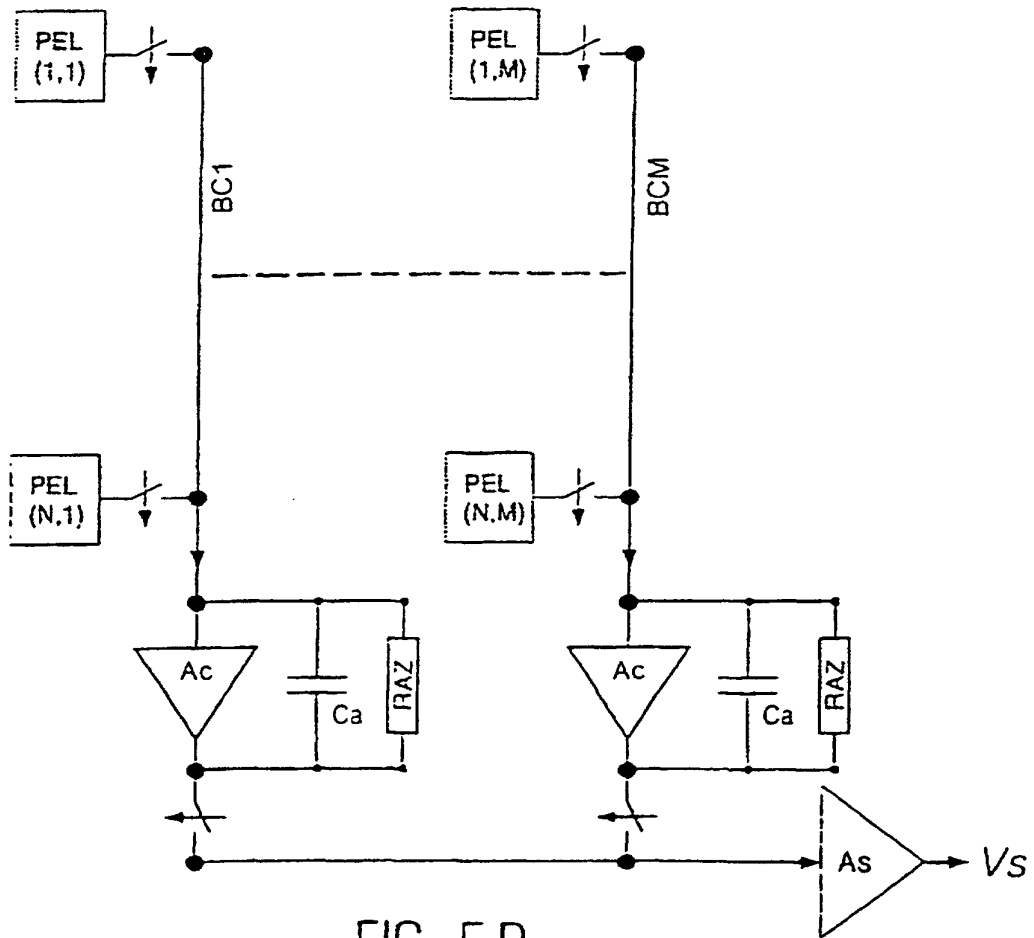 PEL
(1,1)
PEL
(1,M)
BC1
BCM
PEL
(N,1)
PEL
(N,M)
Ac
Ca
RAZ
Ac
Ca
RAZ
As
Vs